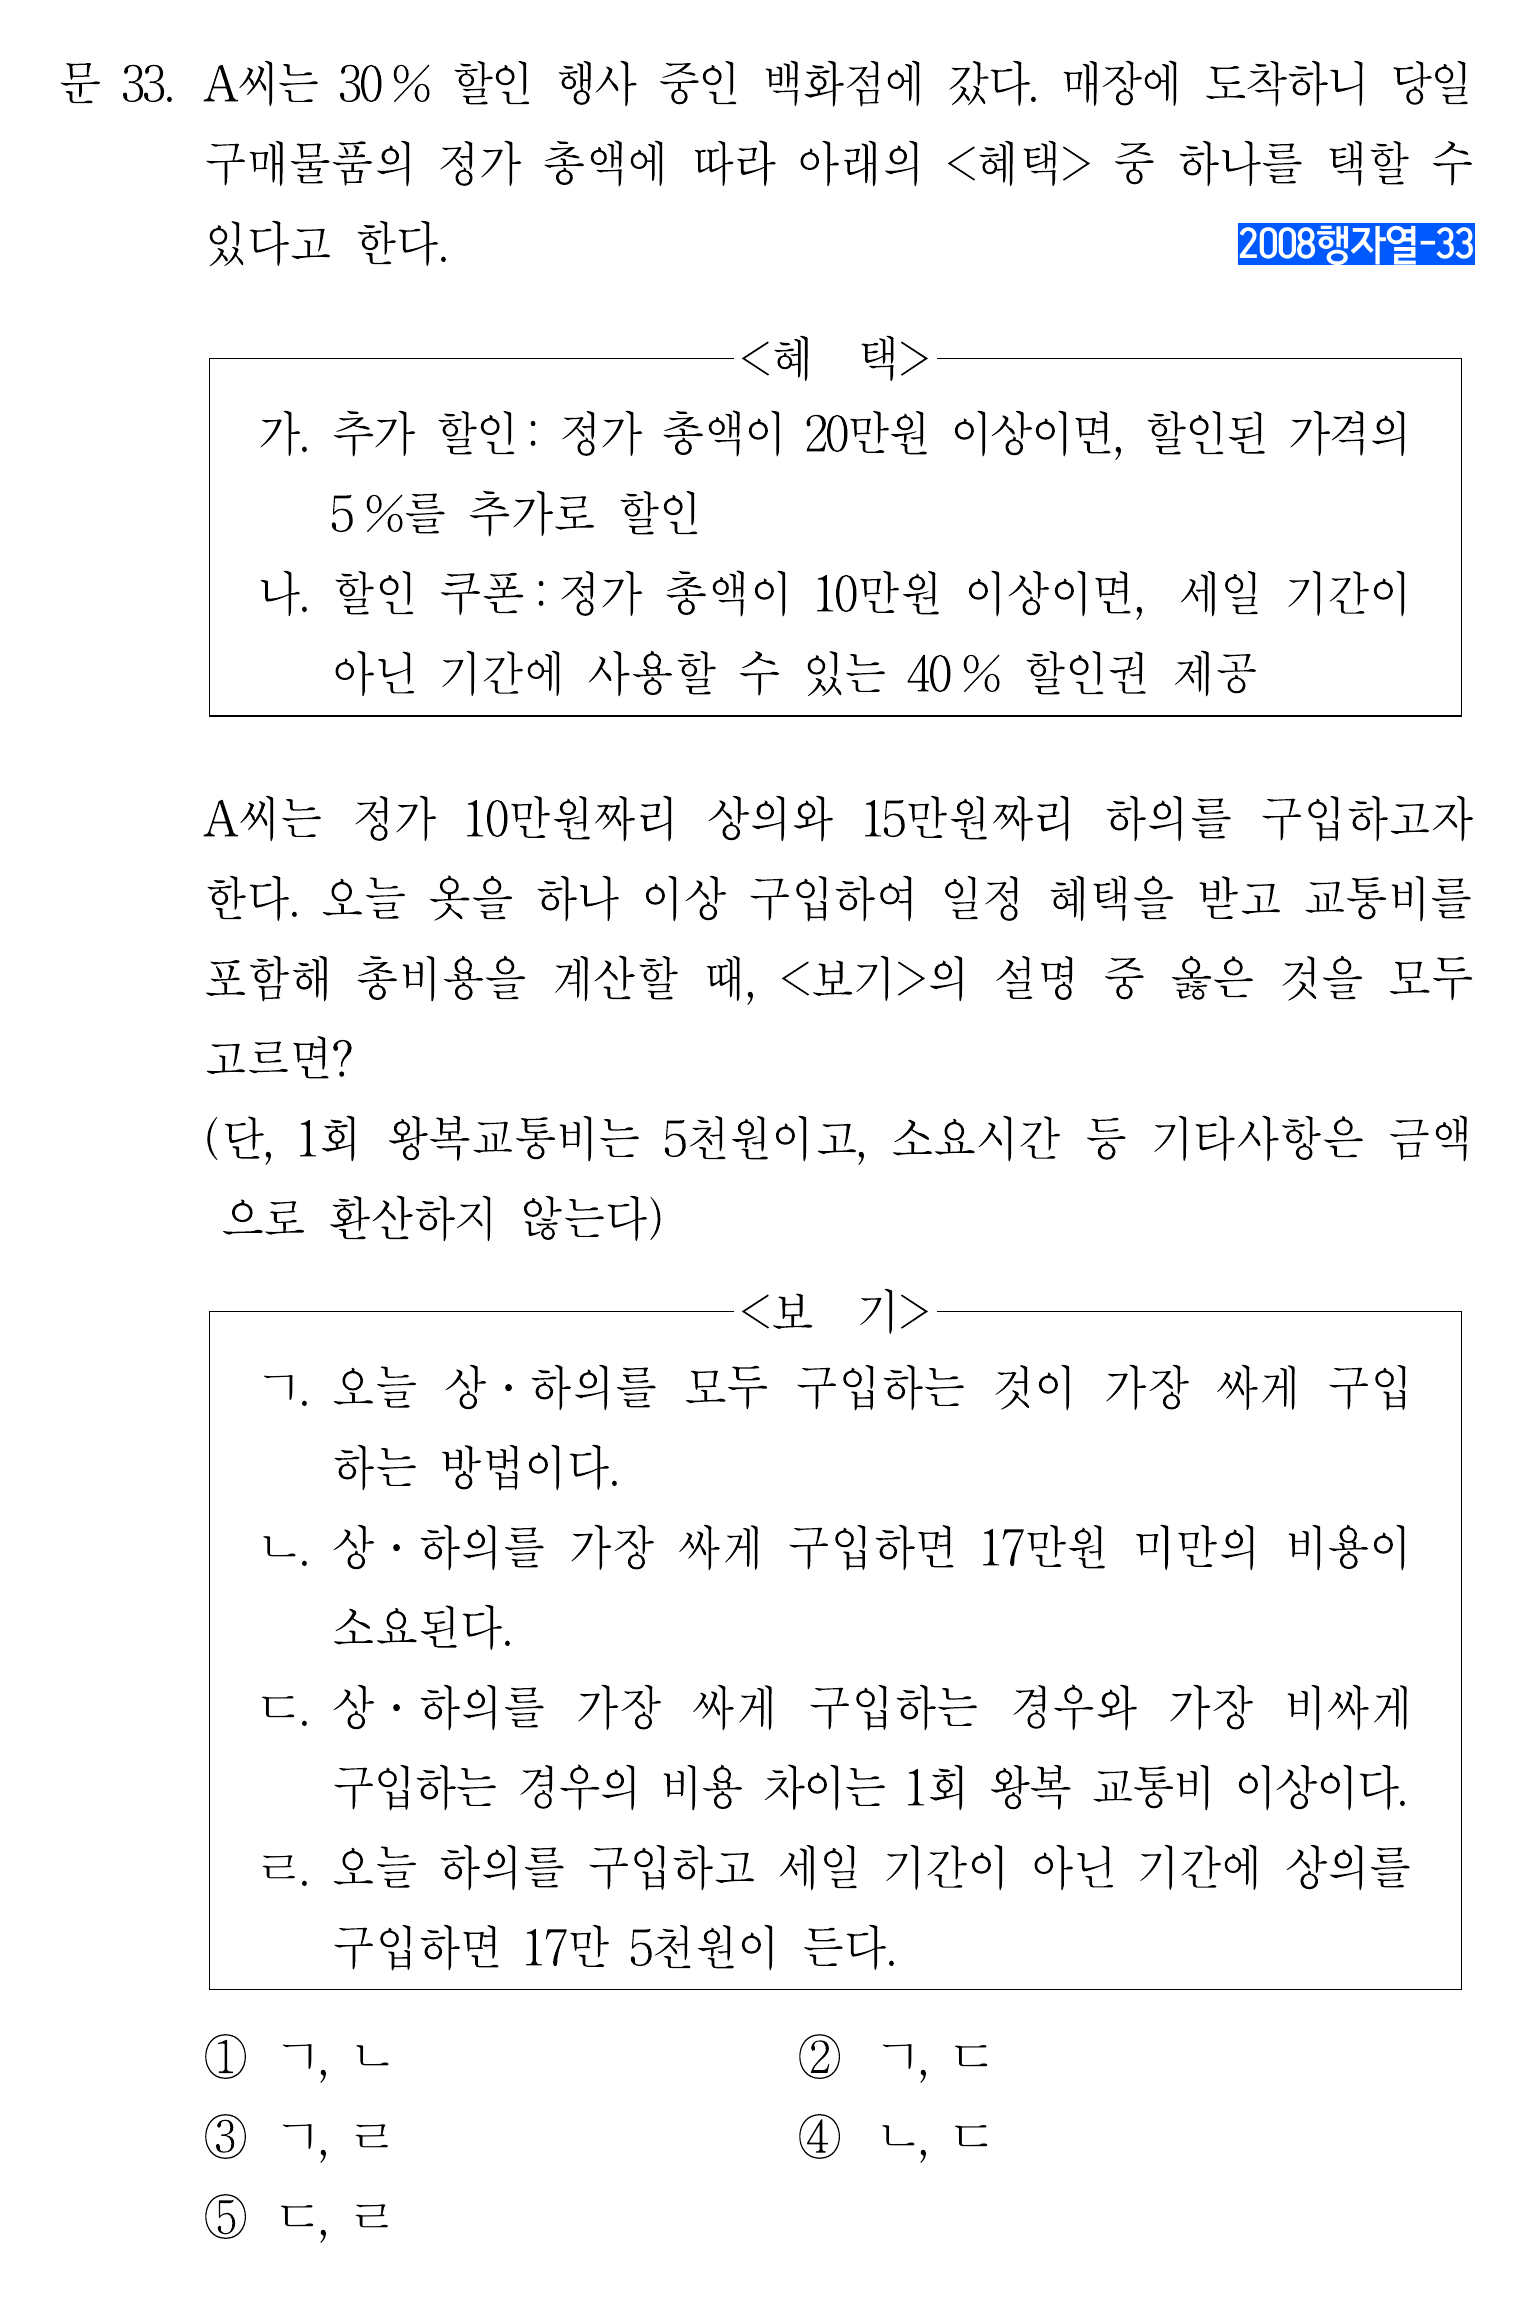 문 33. A씨는 30% 할인 행사 중인 백화점에 갔다. 매장에 도착하니 당일
구매물품의 정가 총액에 따라 아래의 <혜택> 중 하나를 택할 수
있다고 한다. 2008행자열-33
<혜 택>
가. 추가 할인: 정가 총액이 20만원 이상이면, 할인된 가격의
5%를 추가로 할인
나. 할인 쿠폰: 정가 총액이 10만원 이상이면, 세일 기간이
아닌 기간에 사용할 수 있는 40% 할인권 제공
A씨는 정가 10만원짜리 상의와 15만원짜리 하의를 구입하고자
한다. 오늘 옷을 하나 이상 구입하여 일정 혜택을 받고 교통비를
포함해 총비용을 계산할 때, <보기>의 설명 중 옳은 것을 모두
고르면?
(단, 1회 왕복교통비는 5천원이고, 소요시간 등 기타사항은 금액
으로 환산하지 않는다)
<보 기>
ㄱ. 오늘 상·하의를 모두 구입하는 것이 가장 싸게 구입
하는 방법이다.
ㄴ. 상·하의를 가장 싸게 구입하면 17만원 미만의 비용이
소요된다.
ㄷ. 상·하의를 가장 싸게 구입하는 경우와 가장 비싸게
구입하는 경우의 비용 차이는 1회 왕복 교통비 이상이다.
ㄹ. 오늘 하의를 구입하고 세일 기간이 아닌 기간에 상의를
구입하면 17만 5천원이 든다.
① ㄱ, ㄴ ② ㄱ, ㄷ
③ ㄱ, ㄹ ④ ㄴ, ㄷ
⑤ ㄷ, ㄹ